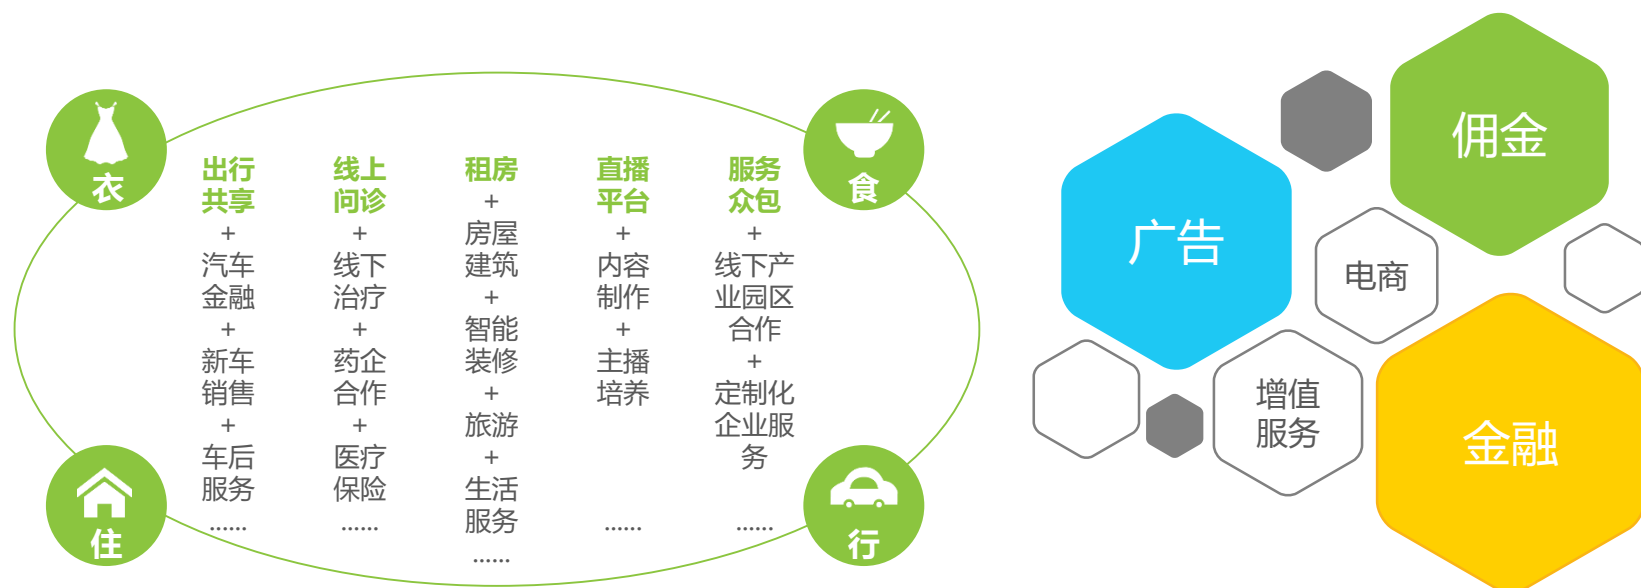 衣
食
住
行
出行
共享
+
汽车
金融
+
新车
销售
+
车后
服务
……
线上
问诊
+
线下
治疗
+
药企
合作
+
医疗
保险
……
租房
+
房屋
建筑
+
智能
装修
+
旅游
+
生活
服务
……
直播
平台
+
内容
制作
+
主播
培养
……
服务
众包
+
线下产
业园区
合作
+
定制化
企业服
务
……
佣金
广告
电商
增值
服务
金融